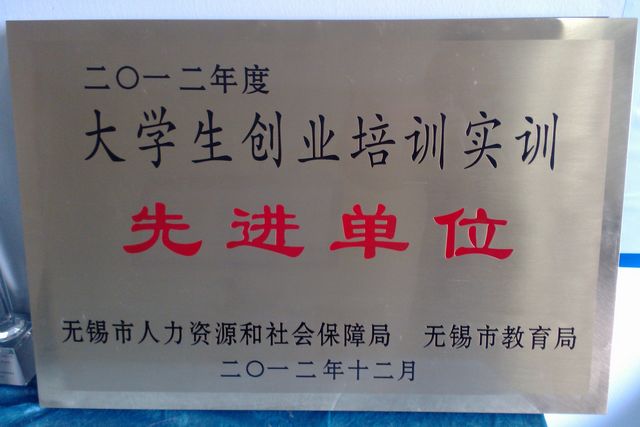 二〇一二年度
大学生创业培训实训
先进单位
无锡市人力资源和社会保障局 无锡市教育局
二〇一二年十二月